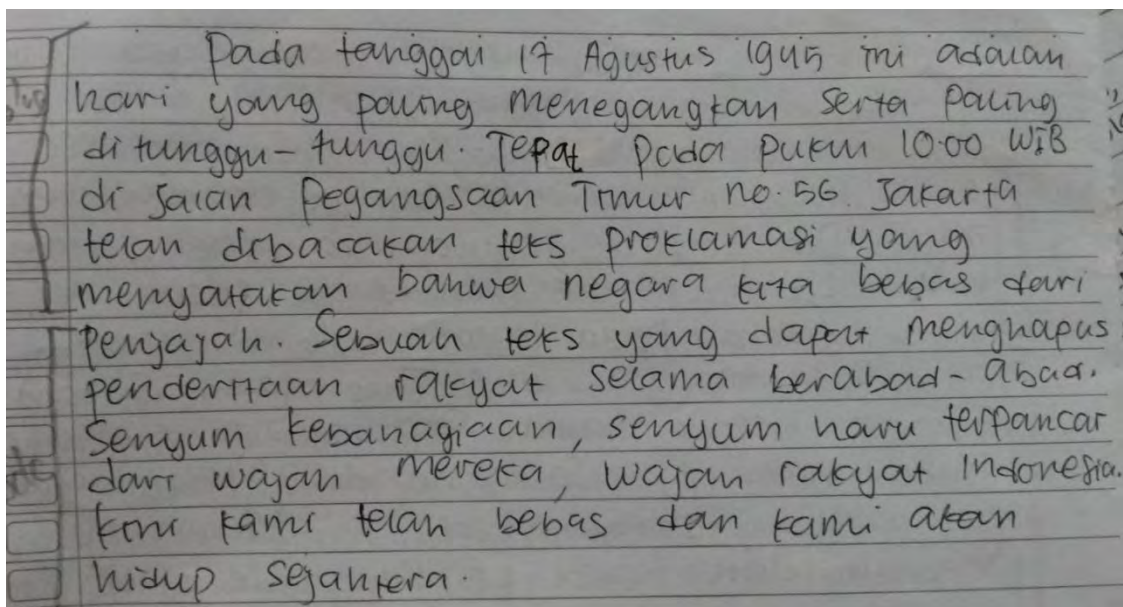 Pada tanggal 17 Agustus 1945 ini adalah
hari yang paling menegangkan serta paling
di tunggu-tunggu. Tepat pada pukul 10.00 WIB
di Jalan Pegangsaan Timur no.56 Jakarta
telah dibacakan teks proklamasi yang
menyatakan bahwa negara kita bebas dari
penjajah. Sebuah teks yang dapat menghapus
penderitaan rakyat selama berabad-abad.
Senyum kebahagiaan, senyum haru terpancar
dari wajah mereka, wajah rakyat Indonesia.
kini kami telah bebas dan kami akan
hidup sejahtera.